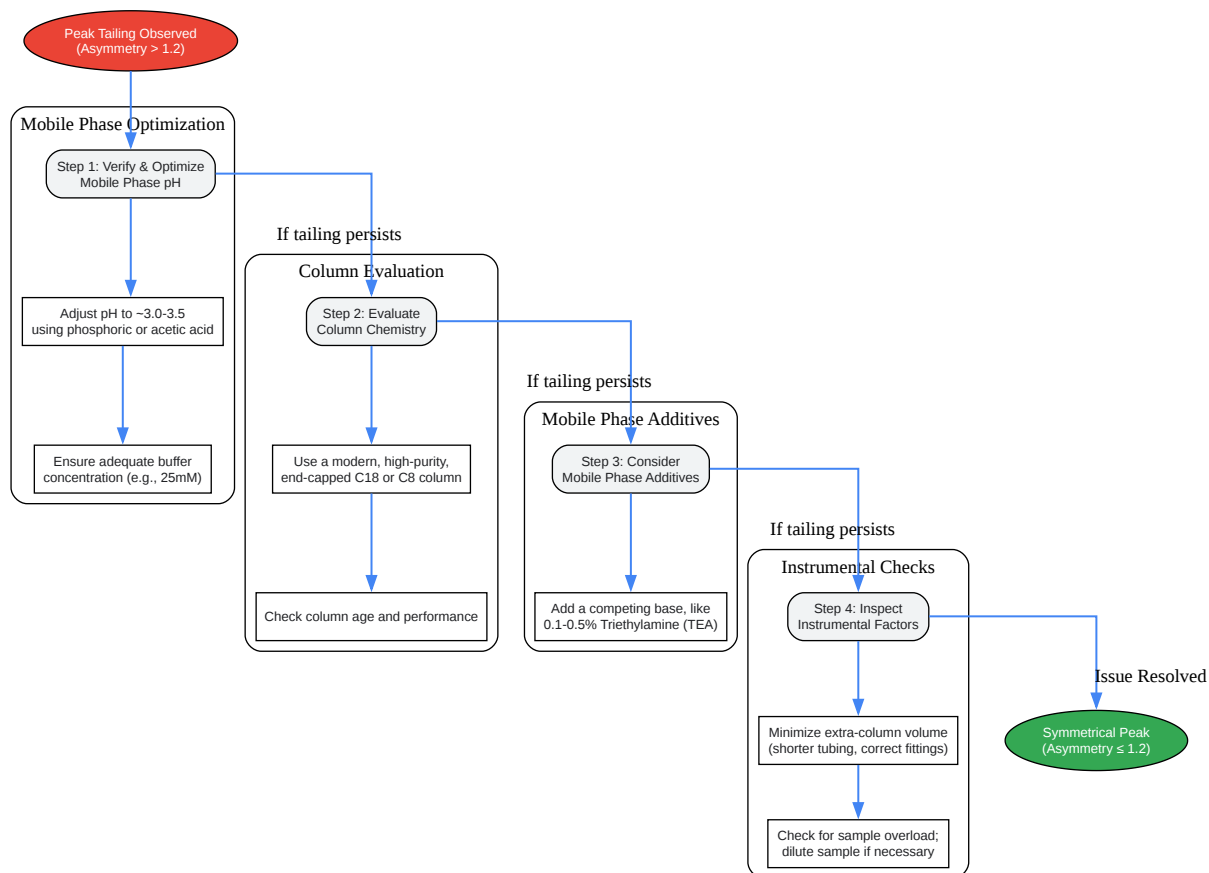 Peak Tailing Observed
(Asymmetry > 1.2)
Mobile Phase Optimization
Step 1: Verify & Optimize
Mobile Phase pH
Adjust pH to ~3.0-3.5
using phosphoric or acetic acid
Ensure adequate buffer
concentration (e.g., 25mM)
If tailing persists
Column Evaluation
Step 2: Evaluate
Column Chemistry
Use a modern, high-purity,
end-capped C18 or C8 column
Check column age and performance
If tailing persists
Mobile Phase Additives
Step 3: Consider
Mobile Phase Additives
Add a competing base, like
0.1-0.5% Triethylamine (TEA)
If tailing persists
Instrumental Checks
Step 4: Inspect
Instrumental Factors
Minimize extra-column volume
(shorter tubing, correct fittings)
Check for sample overload;
dilute sample if necessary
Issue Resolved
Symmetrical Peak
(Asymmetry ≤ 1.2)